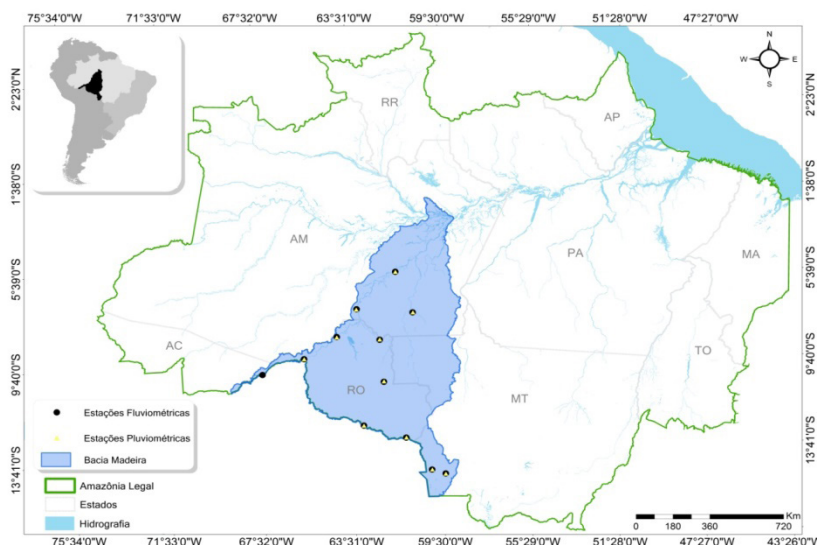 75°34'0"W 71°33'0"W 67°32'0"W 63°31'0"W 59°30'0"W 55°29'0"W 51°28'0"W 47°27'0"W
2°23'0"N
2°23'0"N
N
W E
S
RR
AP
1°38'0"S
1°38'0"S
AM
PA
MA
5°39'0"S
5°39'0"S
AC
TO
9°40'0"S
9°40'0"S
RO
MT
Estações Fluviométricas
Estações Pluviométricas
Bacia Madeira
13°41'0"S
13°41'0"S
Amazônia Legal
Estados
Hidrografia
Km
0 180 360 720
75°34'0"W 71°33'0"W 67°32'0"W 63°31'0"W 59°30'0"W 55°29'0"W 51°28'0"W 47°27'0"W 43°26'0"W